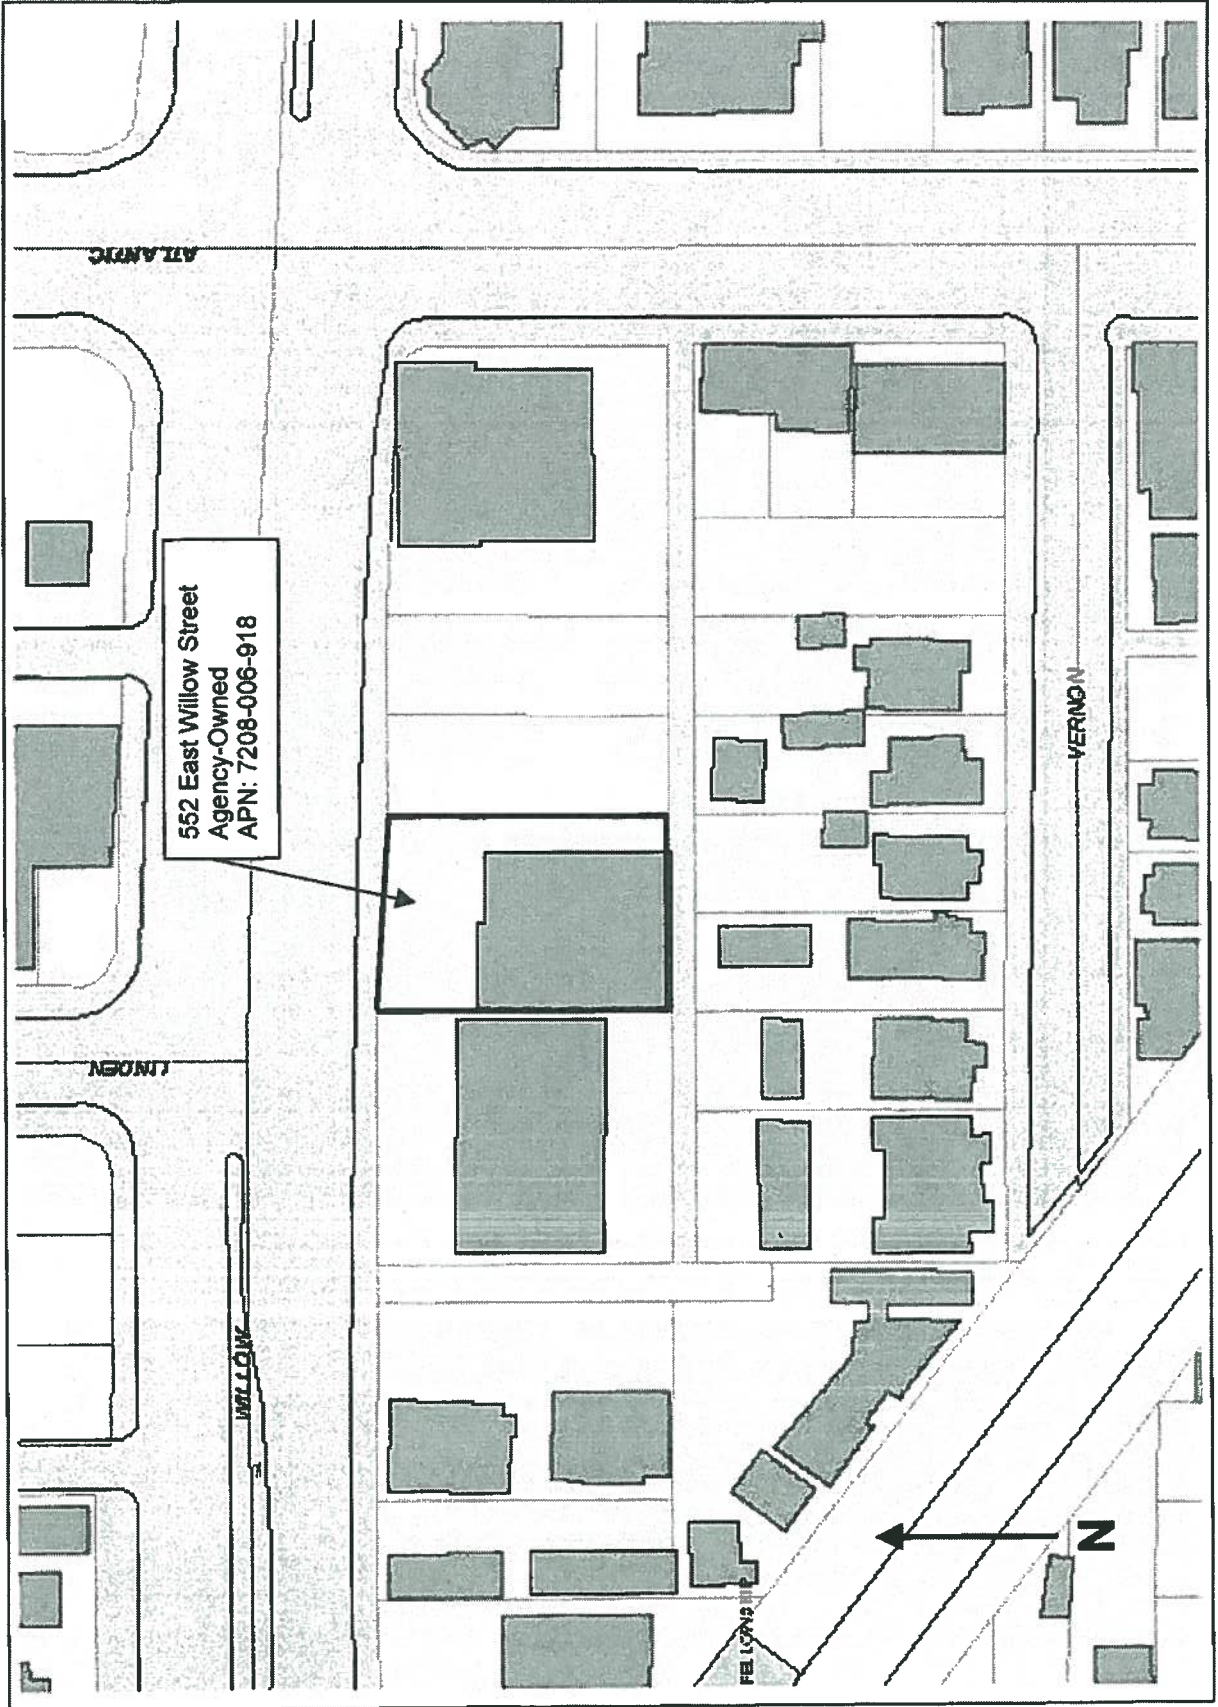 ATLANTIC
552 East Willow Street
Agency-Owned
APN: 7208-006-918
LINDEN
WILLOW
VERNON
N